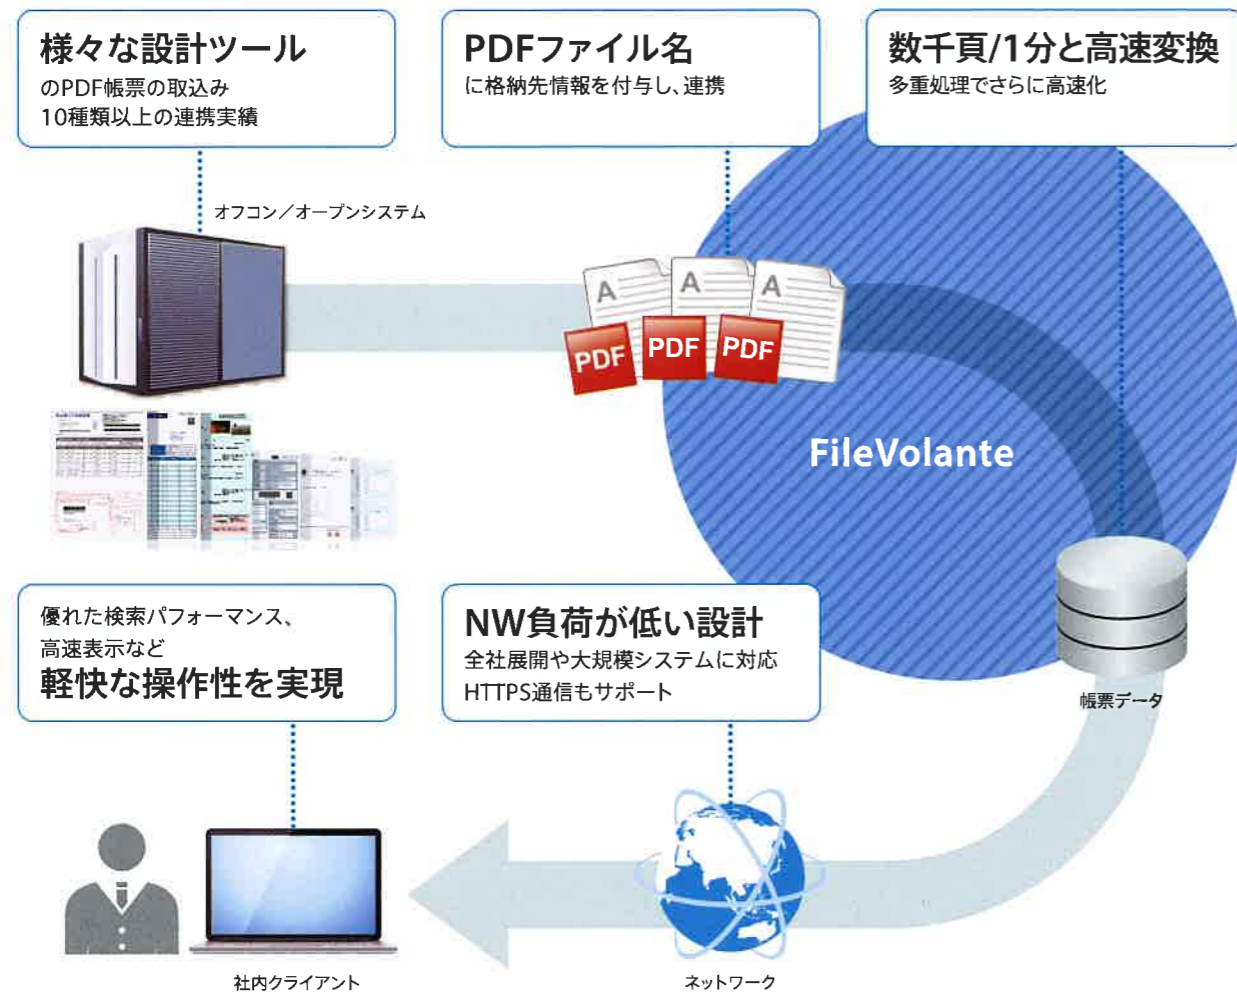 様々な設計ツール
のPDF帳票の取込み
10種類以上の連携実績
PDFファイル名
に格納先情報を付与し、連携
数千頁/1分と高速変換
多重処理でさらに高速化
オフコン／オープンシステム
A
A
A
PDF
PDF
PDF
FileVolante
帳票データ
優れた検索パフォーマンス、
高速表示など
軽快な操作性を実現
NW負荷が低い設計
全社展開や大規模システムに対応
HTTPS通信もサポート
社内クライアント
ネットワーク